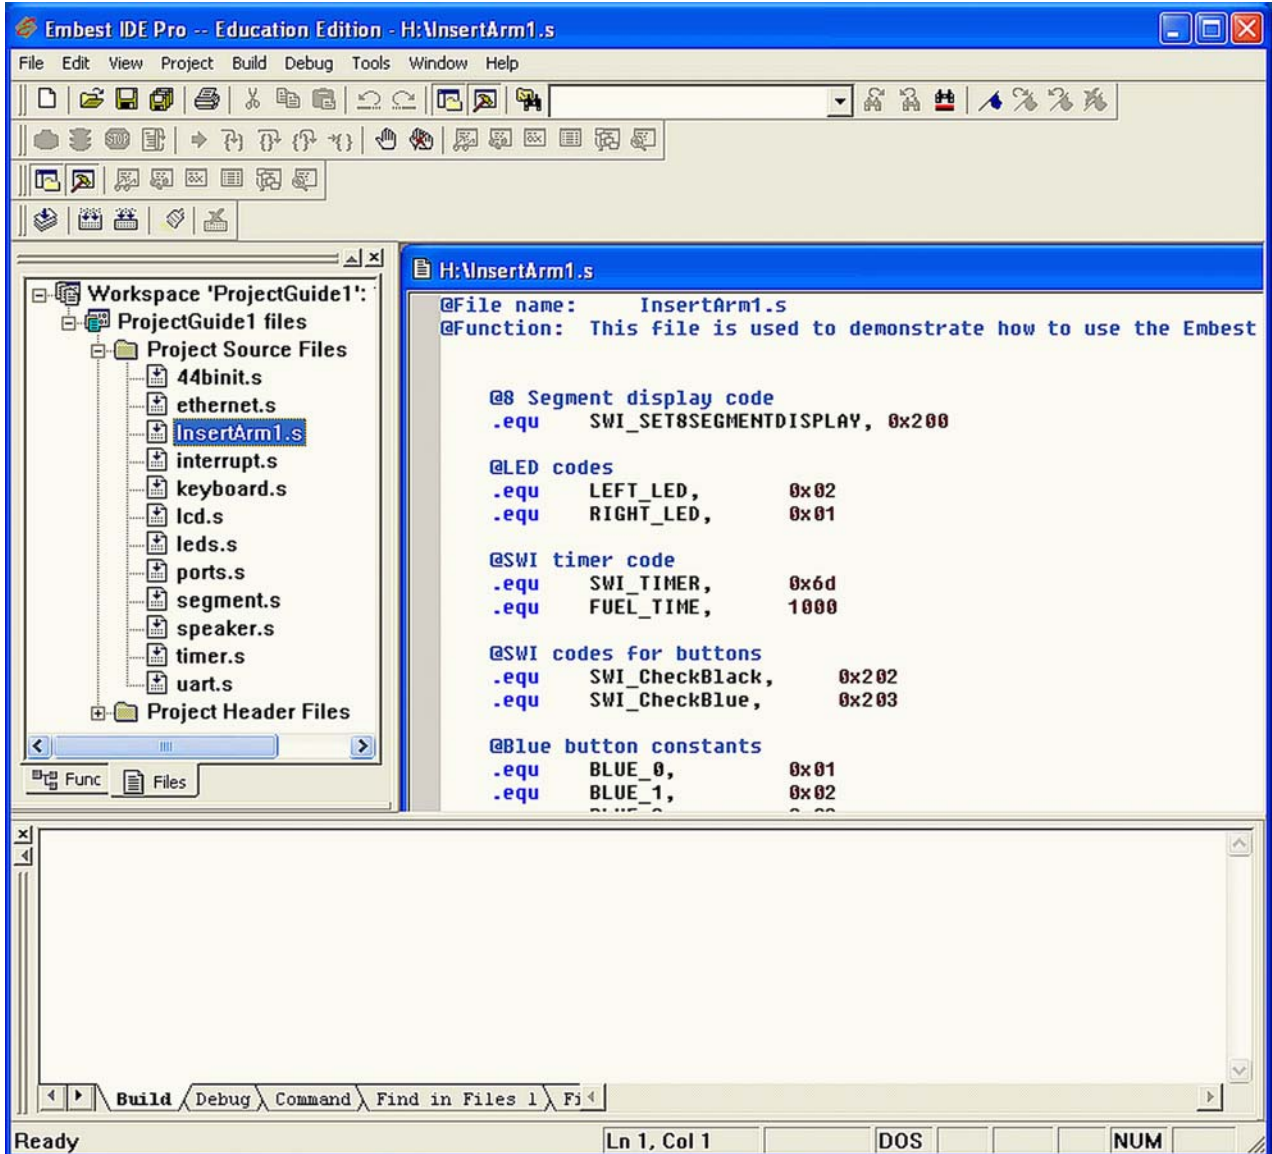 Embest IDE Pro -- Education Edition - H:\InsertArm1.s
File Edit View Project Build Debug Tools Window Help
STOP
H:\InsertArm1.s
Workspace 'ProjectGuide1':
ProjectGuide1 files
Project Source Files
44binit.s
ethernet.s
InsertArm1.s
interrupt.s
keyboard.s
lcd.s
leds.s
ports.s
segment.s
speaker.s
timer.s
uart.s
Project Header Files
Func Files
@File name: InsertArm1.s
@Function: This file is used to demonstrate how to use the Embest
@8 Segment display code
.equ SWI_SET8SEGMENTDISPLAY, 0x200
@LED codes
.equ LEFT_LED, 0x02
.equ RIGHT_LED, 0x01
@SWI timer code
.equ SWI_TIMER, 0x6d
.equ FUEL_TIME, 1000
@SWI codes for buttons
.equ SWI_CheckBlack, 0x202
.equ SWI_CheckBlue, 0x203
@Blue button constants
.equ BLUE_0, 0x01
.equ BLUE_1, 0x02
Build Debug Command Find in Files 1 Fi
Ready Ln 1, Col 1 DOS NUM